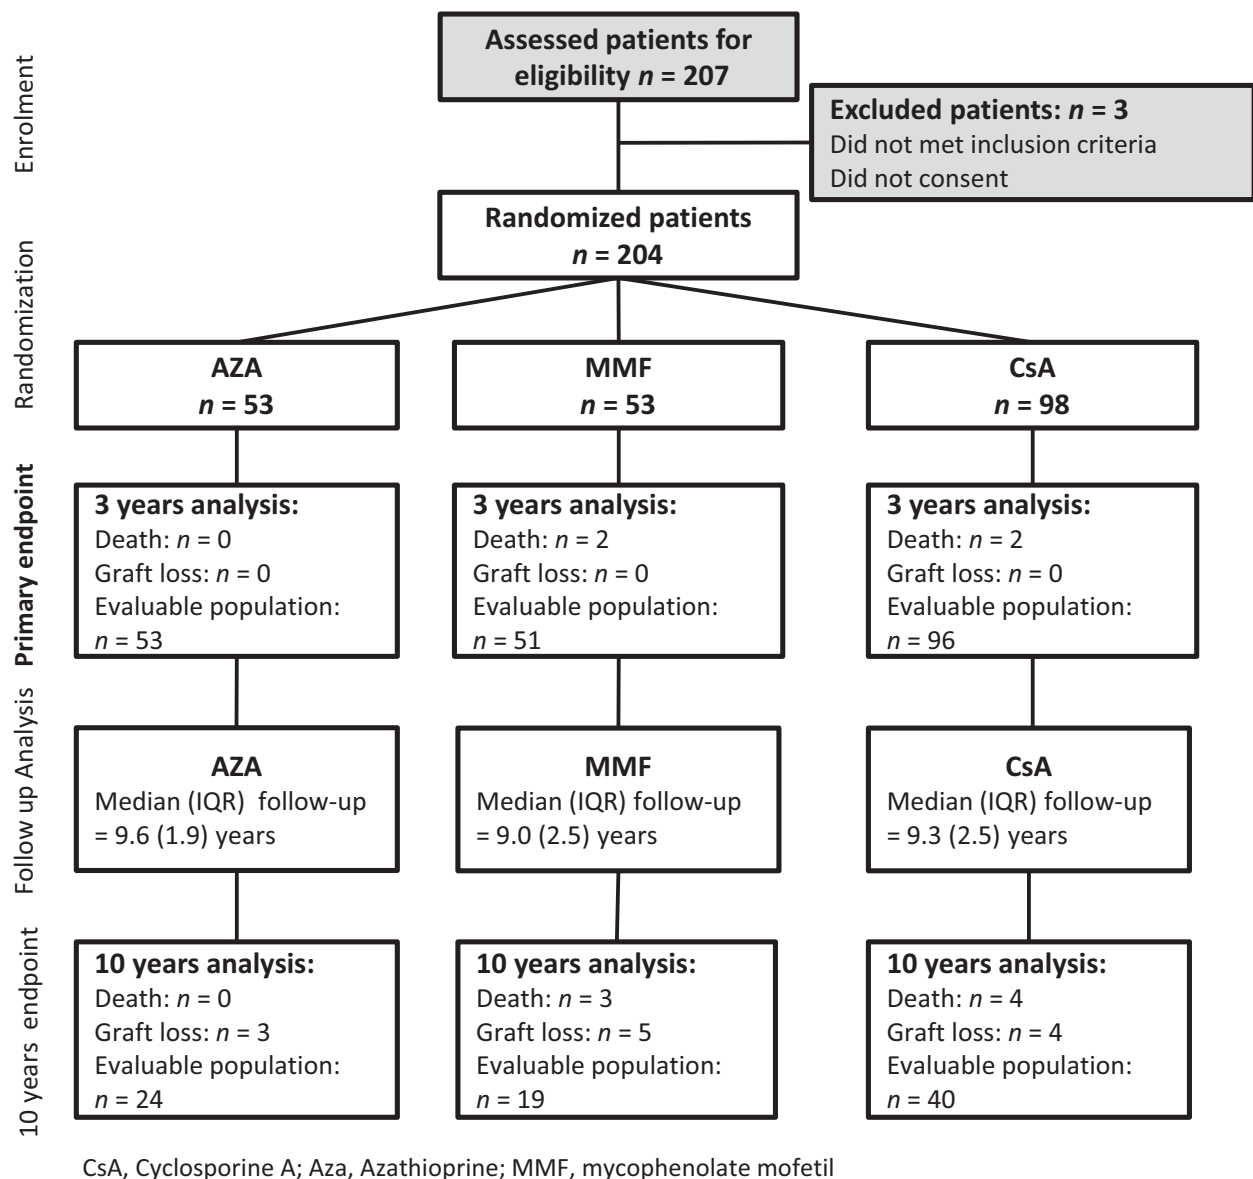 Enrolment
Assessed patients for
eligibility n = 207
Excluded patients: n = 3
Did not met inclusion criteria
Did not consent
Randomization
Randomized patients
n = 204
AZA
n = 53
MMF
n = 53
CsA
n = 98
Primary endpoint
3 years analysis:
Death: n = 0
Graft loss: n = 0
Evaluable population:
n = 53
3 years analysis:
Death: n = 2
Graft loss: n = 0
Evaluable population:
n = 51
3 years analysis:
Death: n = 2
Graft loss: n = 0
Evaluable population:
n = 96
Follow up Analysis
AZA
Median (IQR) follow-up
= 9.6 (1.9) years
MMF
Median (IQR) follow-up
= 9.0 (2.5) years
CsA
Median (IQR) follow-up
= 9.3 (2.5) years
10 years endpoint
10 years analysis:
Death: n = 0
Graft loss: n = 3
Evaluable population:
n = 24
10 years analysis:
Death: n = 3
Graft loss: n = 5
Evaluable population:
n = 19
10 years analysis:
Death: n = 4
Graft loss: n = 4
Evaluable population:
n = 40
CsA, Cyclosporine A; Aza, Azathioprine; MMF, mycophenolate mofetil